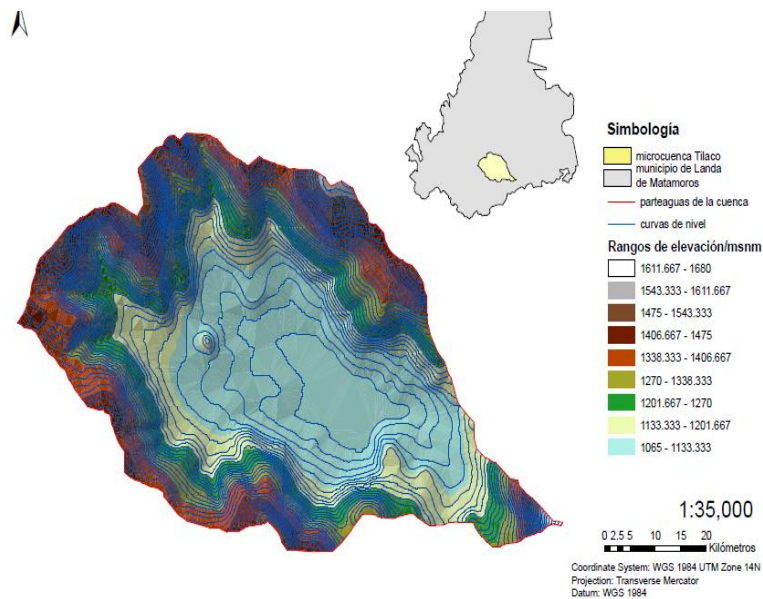 Simbología
microcuenca Tilaco
municipio de Landa
de Matamoros
parteaguas de la cuenca
curvas de nivel
Rangos de elevación/msnm
1611.667 - 1680
1543.333 - 1611.667
1475 - 1543.333
1406.667 - 1475
1338.333 - 1406.667
1270 - 1338.333
1201.667 - 1270
1133.333 - 1201.667
1065 - 1133.333
1:35,000
0 2.5 5 10 15 20
Kilómetros
Coordinate System: WGS 1984 UTM Zone 14N
Projection: Transverse Mercator
Datum: WGS 1984